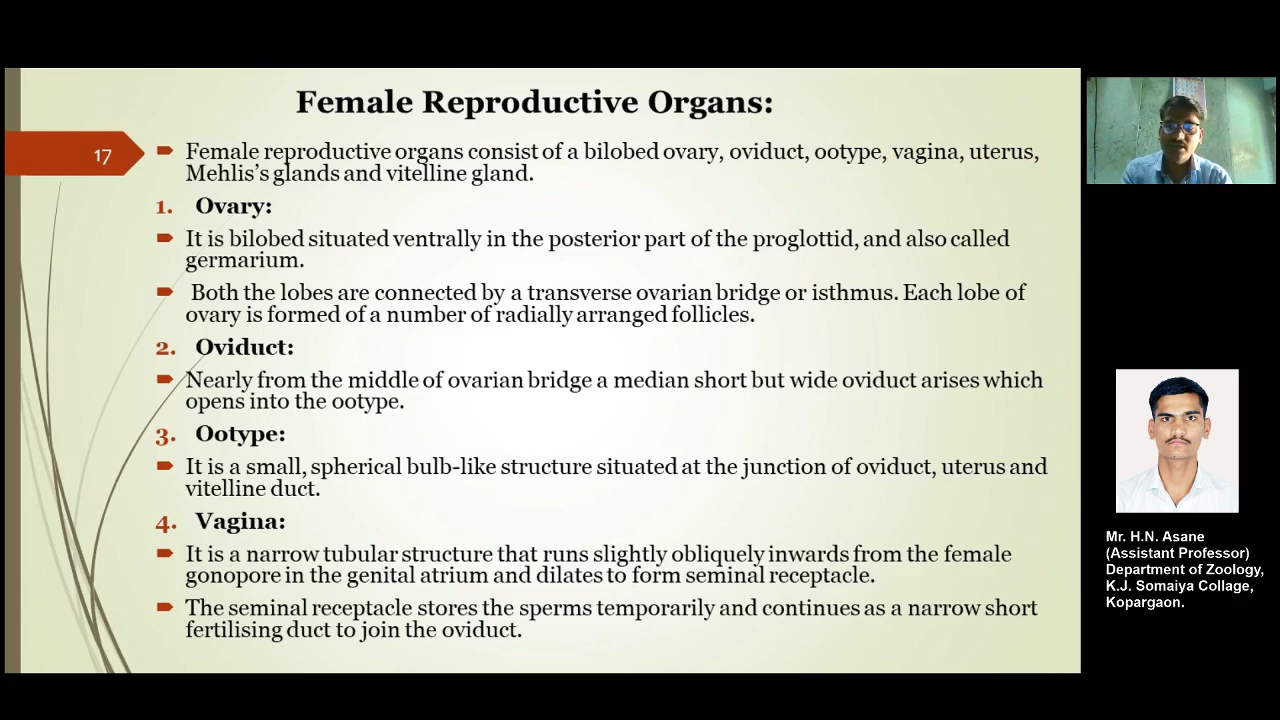 Female Reproductive Organs:
17
Female reproductive organs consist of a bilobed ovary, oviduct, ootype, vagina, uterus,
Mehlis's glands and vitelline gland.
1. Ovary:
It is bilobed situated ventrally in the posterior part of the proglottid, and also called
germarium.
Both the lobes are connected by a transverse ovarian bridge or isthmus. Each lobe of
ovary is formed of a number of radially arranged follicles.
2. Oviduct:
Nearly from the middle of ovarian bridge a median short but wide oviduct arises which
opens into the ootype.
3. Ootype:
It is a small, spherical bulb-like structure situated at the junction of oviduct, uterus and
vitelline duct.
4. Vagina:
It is a narrow tubular structure that runs slightly obliquely inwards from the female
gonopore in the genital atrium and dilates to form seminal receptacle.
The seminal receptacle stores the sperms temporarily and continues as a narrow short
fertilising duct to join the oviduct.
Mr. H.N. Asane
(Assistant Professor)
Department of Zoology,
K.J. Somaiya Collage,
Kopargaon.